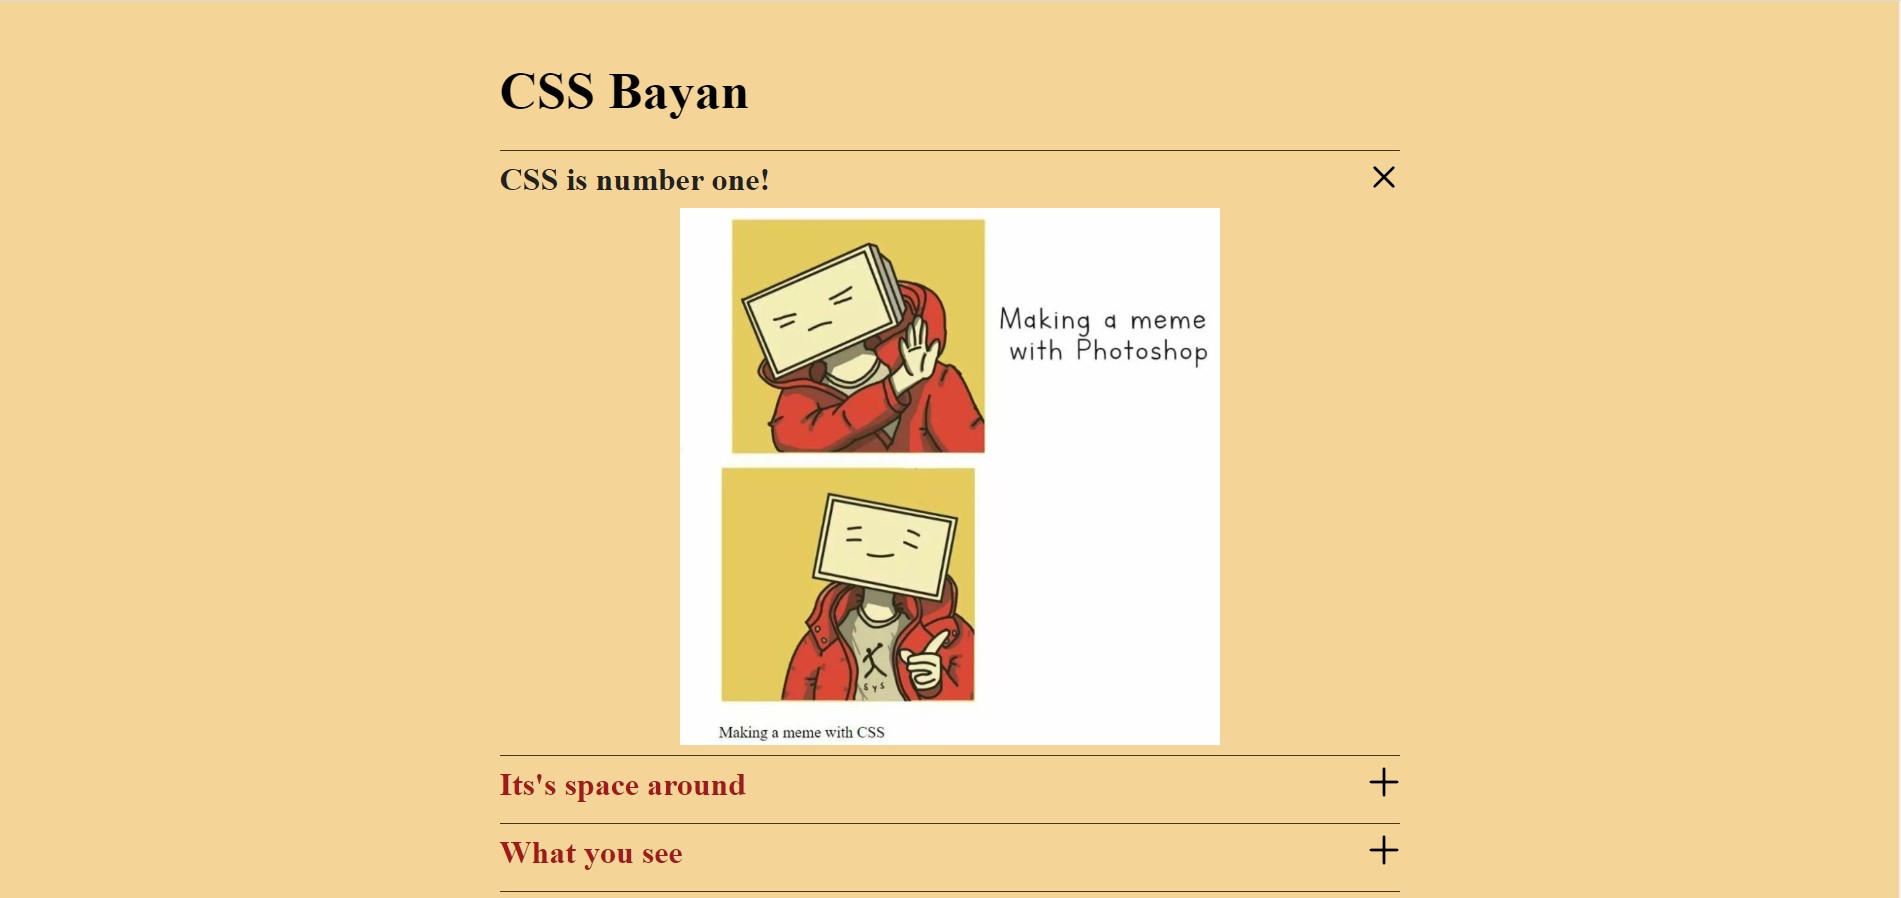 CSS Bayan
CSS is number one!
Making a meme
with Photoshop
SYS
Making a meme with CSS
Its's space around
What you see